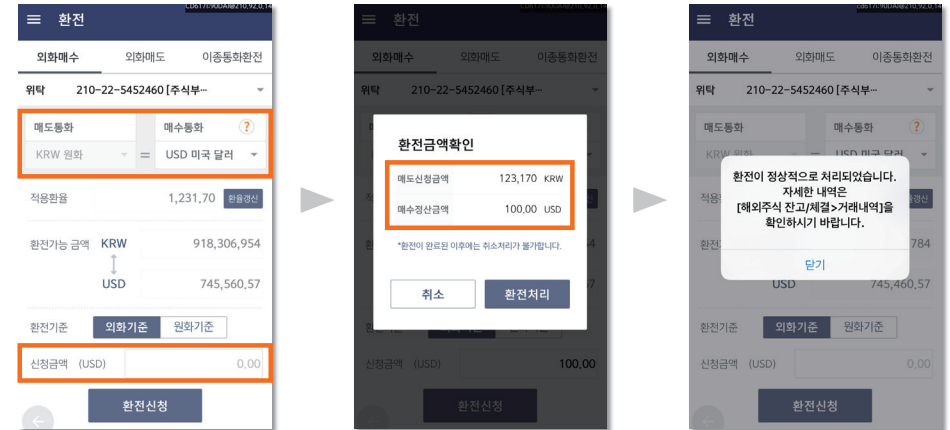 CD617I:90DAI@210,92,0,14
환전
외화매수 외화매도 이종통화환전
위탁 210-22-5452460 [주식부…
매도통화 매수통화 ?
KRW 원화 = USD 미국 달러
적용환율 1,231.70 환율갱신
환전가능 금액 KRW 918,306,954
USD 745,560.57
환전기준 외화기준 원화기준
신청금액 (USD) 0.00
환전신청
환전
외화매수 외화매도 이종통화환전
위탁 210-22-5452460 [주식부…
환전금액확인
매도신청금액 123,170 KRW
매수정산금액 100.00 USD
*환전이 완료된 이후에는 취소처리가 불가합니다.
취소 환전처리
신청금액 (USD) 100.00
환전신청
환전
외화매수 외화매도 이종통화환전
위탁 210-22-5452460 [주식부…
매도통화 매수통화 ?
KRW 원화 = USD 미국 달러
환전이 정상적으로 처리되었습니다.
자세한 내역은
[해외주식 잔고/체결>거래내역]을
확인하시기 바랍니다.
닫기
784
USD 745,460.57
환전기준 외화기준 원화기준
신청금액 (USD) 0.00
환전신청